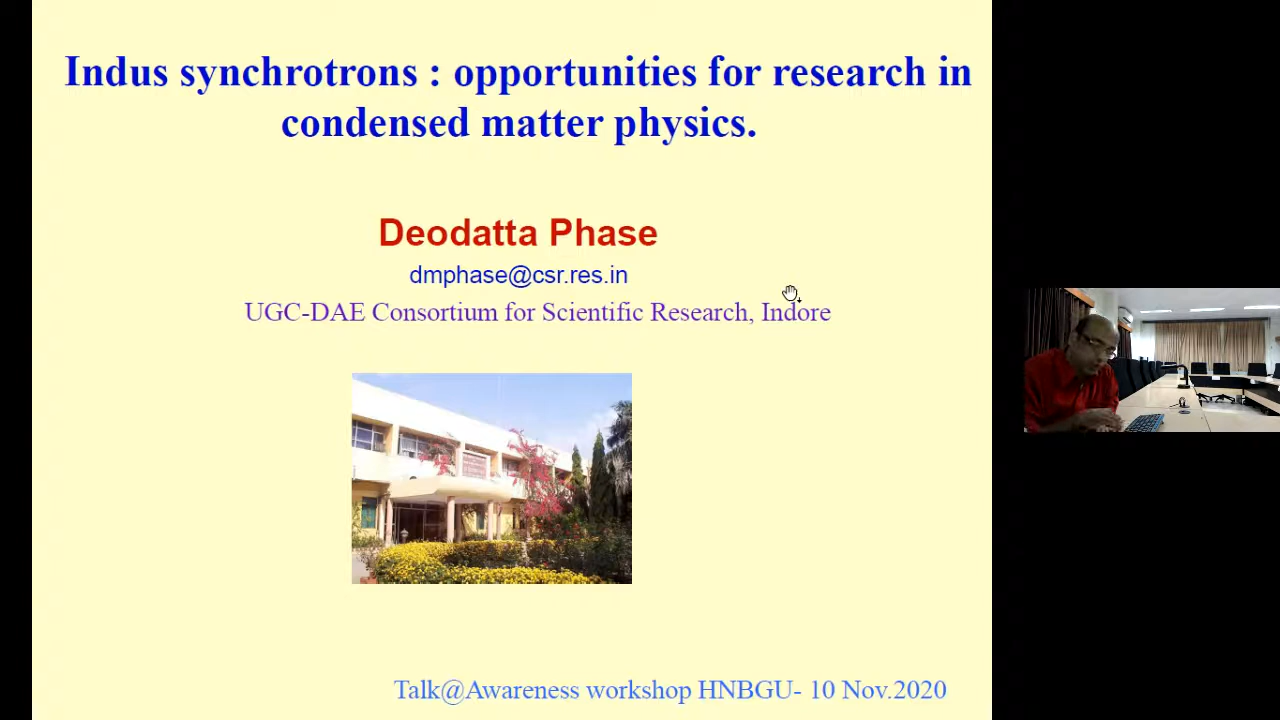 Indus synchrotrons : opportunities for research in
condensed matter physics.
Deodatta Phase
dmphase@csr.res.in
UGC-DAE Consortium for Scientific Research, Indore
Talk@Awareness workshop HNBGU- 10 Nov.2020